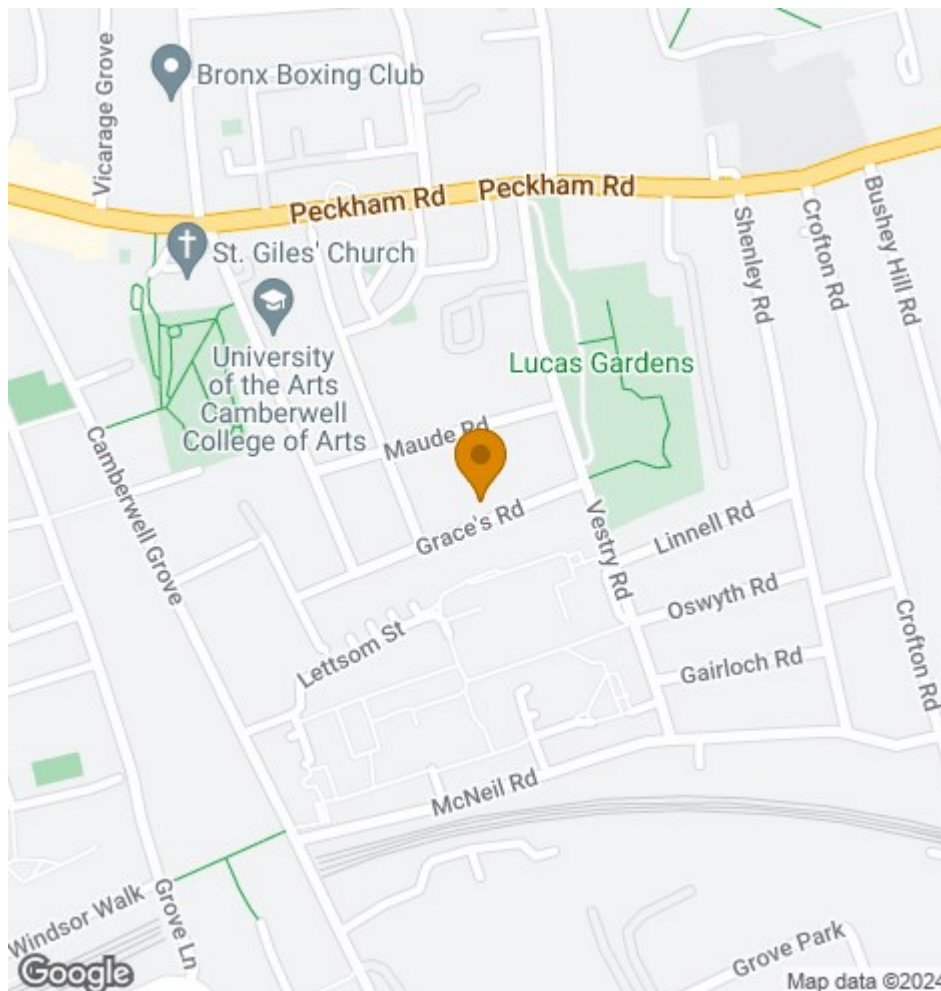 Vicarage Grove
Bronx Boxing Club
Peckham Rd
Peckham Rd
St. Giles' Church
University
of the Arts
Camberwell
College of Arts
Lucas Gardens
Shenley Rd
Crofton Rd
Bushey Hill Rd
Maude Rd
Camberwell Grove
Grace's Rd
Vestry Rd
Linnell Rd
Oswyth Rd
Lettsom St
Gairloch Rd
Crofton Rd
McNeil Rd
Windsor Walk
Grove Ln
Grove Park
Google
Map data ©2024